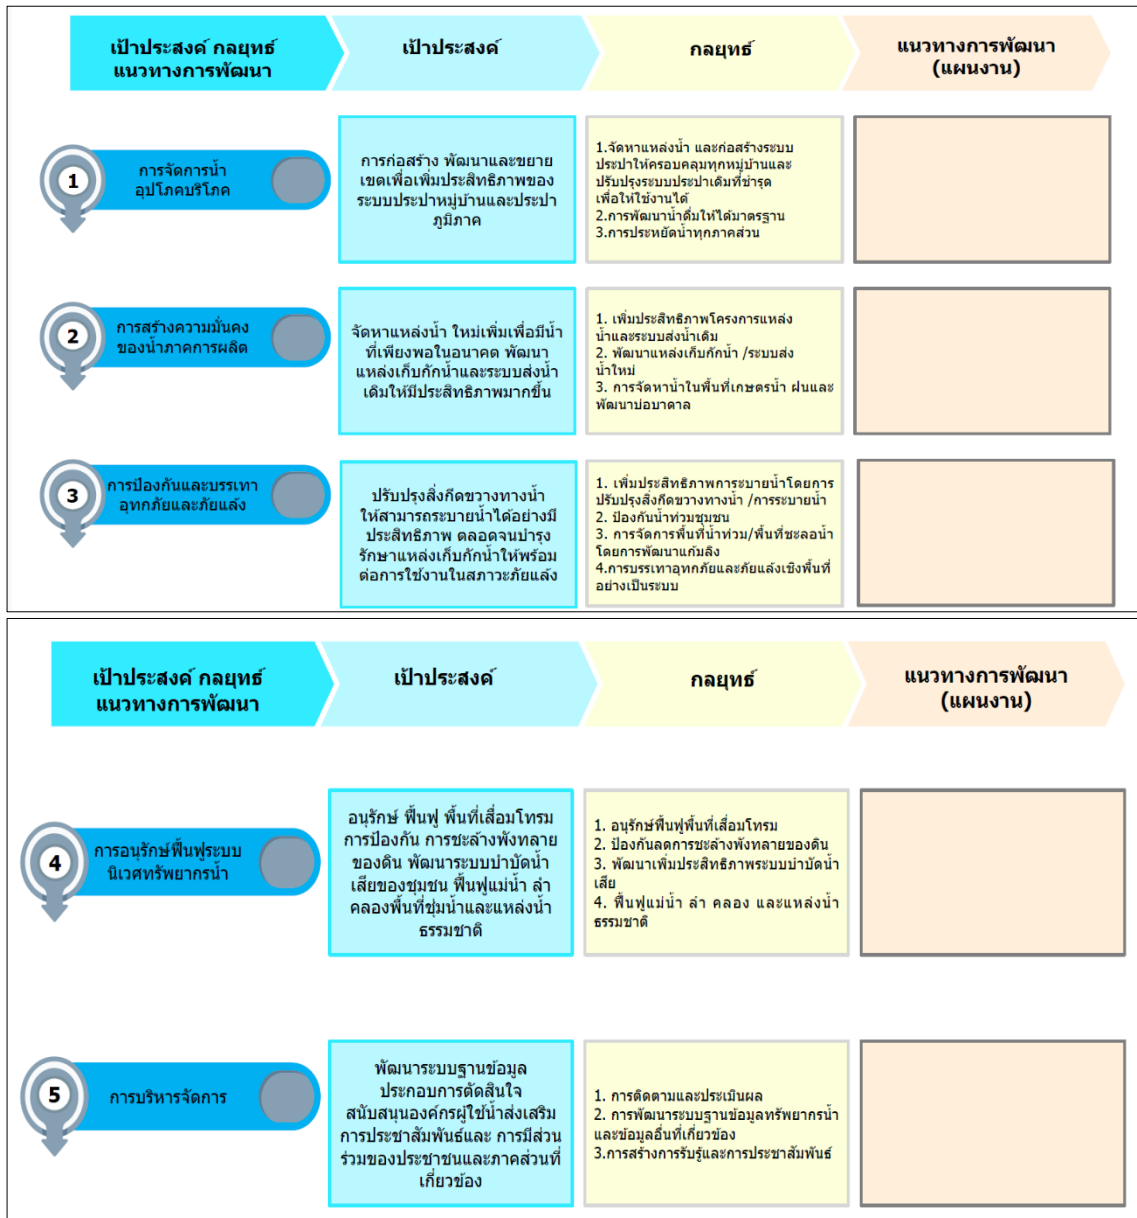 เป้าประสงค์ กลยุทธ์
แนวทางการพัฒนา
เป้าประสงค์
กลยุทธ์
แนวทางการพัฒนา
(แผนงาน)
1
การจัดการน้ำ
อุปโภคบริโภค
การก่อสร้าง พัฒนาและขยาย
เขตเพื่อเพิ่มประสิทธิภาพของ
ระบบประปาหมู่บ้านและประปา
ภูมิภาค
1.จัดหาแหล่งน้ำ และก่อสร้างระบบ
ประปาให้ครอบคลุมทุกหมู่บ้านและ
ปรับปรุงระบบประปาเดิมที่ชำรุด
เพื่อให้ใช้งานได้
2.การพัฒนาน้ำดื่มให้ได้มาตรฐาน
3.การประหยัดน้ำทุกภาคส่วน
2
การสร้างความมั่นคง
ของน้ำภาคการผลิต
จัดหาแหล่งน้ำ ใหม่เพิ่มเพื่อมีน้ำ
ที่เพียงพอในอนาคต พัฒนา
แหล่งเก็บกักน้ำและระบบส่งน้ำ
เดิมให้มีประสิทธิภาพมากขึ้น
1. เพิ่มประสิทธิภาพโครงการแหล่ง
น้ำและระบบส่งน้ำเดิม
2. พัฒนาแหล่งเก็บกักน้ำ /ระบบส่ง
น้ำใหม่
3. การจัดหาน้ำในพื้นที่เกษตรน้ำ ฝนและ
พัฒนาบ่อบาดาล
3
การป้องกันและบรรเทา
อุทกภัยและภัยแล้ง
ปรับปรุงสิ่งกีดขวางทางน้ำ
ให้สามารถระบายน้ำได้อย่างมี
ประสิทธิภาพ ตลอดจนบำรุง
รักษาแหล่งเก็บกักน้ำให้พร้อม
ต่อการใช้งานในสภาวะภัยแล้ง
1. เพิ่มประสิทธิภาพการะบายน้ำโดยการ
ปรับปรุงสิ่งกีดขวางทางน้ำ /การระบายน้ำ
2. ป้องกันน้ำท่วมชุมชน
3. การจัดการพื้นที่น้ำท่วม/พื้นที่ชะลอน้ำ
โดยการพัฒนาแก้มลิง
4.การบรรเทาอุทกภัยและภัยแล้งเชิงพื้นที่
อย่างเป็นระบบ
เป้าประสงค์ กลยุทธ์
แนวทางการพัฒนา
เป้าประสงค์
กลยุทธ์
แนวทางการพัฒนา
(แผนงาน)
4
การอนุรักษ์ฟื้นฟูระบบ
นิเวศทรัพยากรน้ำ
อนุรักษ์ ฟื้นฟู พื้นที่เสื่อมโทรม
การป้องกัน การชะล้างพังทลาย
ของดิน พัฒนาระบบบำบัดน้ำ
เสียของชุมชน ฟื้นฟูแม่น้ำ ลำ
คลองพื้นที่ชุ่มน้ำและแหล่งน้ำ
ธรรมชาติ
1. อนุรักษ์ฟื้นฟูพื้นที่เสื่อมโทรม
2. ป้องกันลดการชะล้างพังทลายของดิน
3. พัฒนาเพิ่มประสิทธิภาพระบบบำบัดน้ำ
เสีย
4. ฟื้นฟูแม่น้ำ ลำ คลอง และแหล่งน้ำ
ธรรมชาติ
5
การบริหารจัดการ
พัฒนาระบบฐานข้อมูล
ประกอบการตัดสินใจ
สนับสนุนองค์กรผู้ใช้น้ำส่งเสริม
การประชาสัมพันธ์และ การมีส่วน
ร่วมของประชาชนและภาคส่วนที่
เกี่ยวข้อง
1. การติดตามและประเมินผล
2. การพัฒนาระบบฐานข้อมูลทรัพยากรน้ำ
และข้อมูลอื่นที่เกี่ยวข้อง
3.การสร้างการรับรู้และการประชาสัมพันธ์